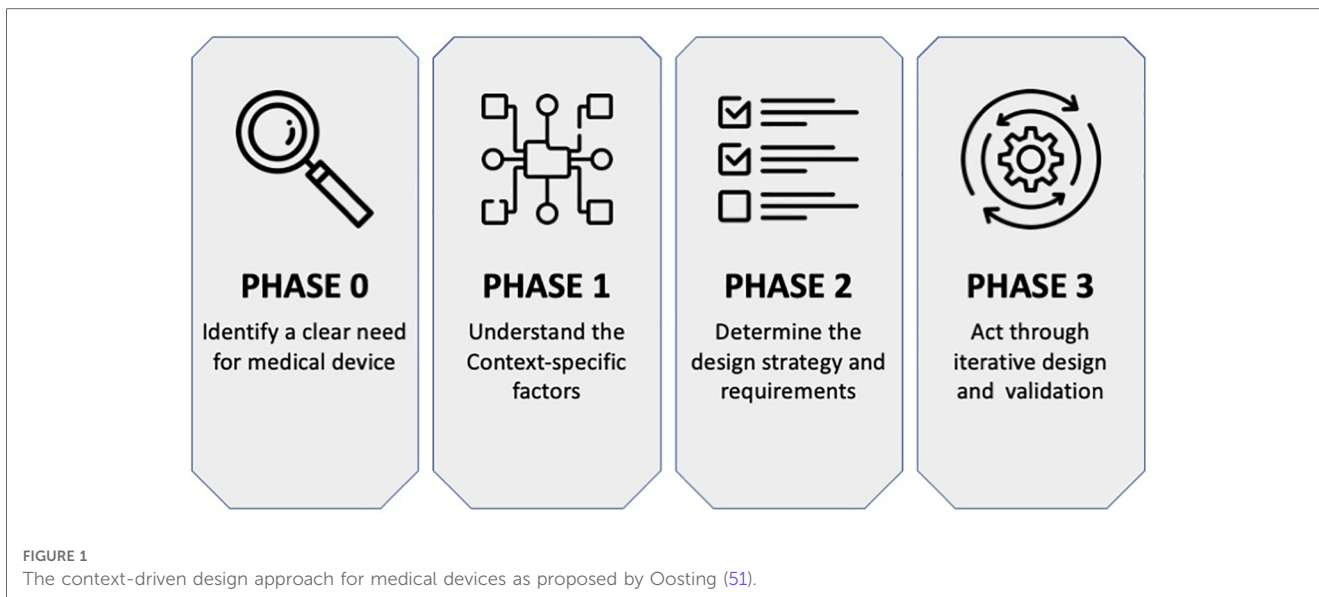 PHASE 0
Identify a clear need
for medical device
PHASE 1
Understand the
Context-specific
factors
PHASE 2
Determine the
design strategy and
requirements
PHASE 3
Act through
iterative design
and validation
FIGURE 1
The context-driven design approach for medical devices as proposed by Oosting (51).